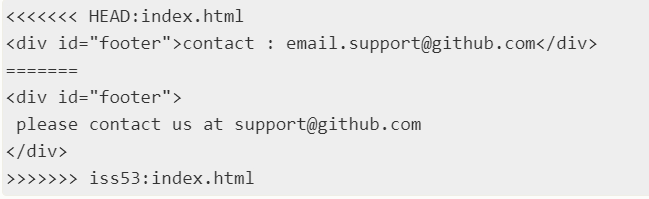 <<<<<<< HEAD:index.html
<div id="footer">contact : email.support@github.com</div>
=======
<div id="footer">
 please contact us at support@github.com
</div>
>>>>>>> iss53:index.html